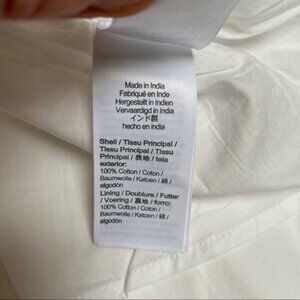 Made in India
Fabriqué en Inde
Hergestellt in Indien
Vervaardigd in India
インド製
hecho en india
Shell / Tissu Principal /
Tissu Principal / Tissu
Principal / 表地 / tela
exterior:
100% Cotton / Coton /
Baumwolle / Katoen / 綿 /
algodón
Lining / Doublure / Futter
/ Voering / 裏地 / forro:
100% Cotton / Coton /
Baumwolle / Katoen / 綿 /
algodón